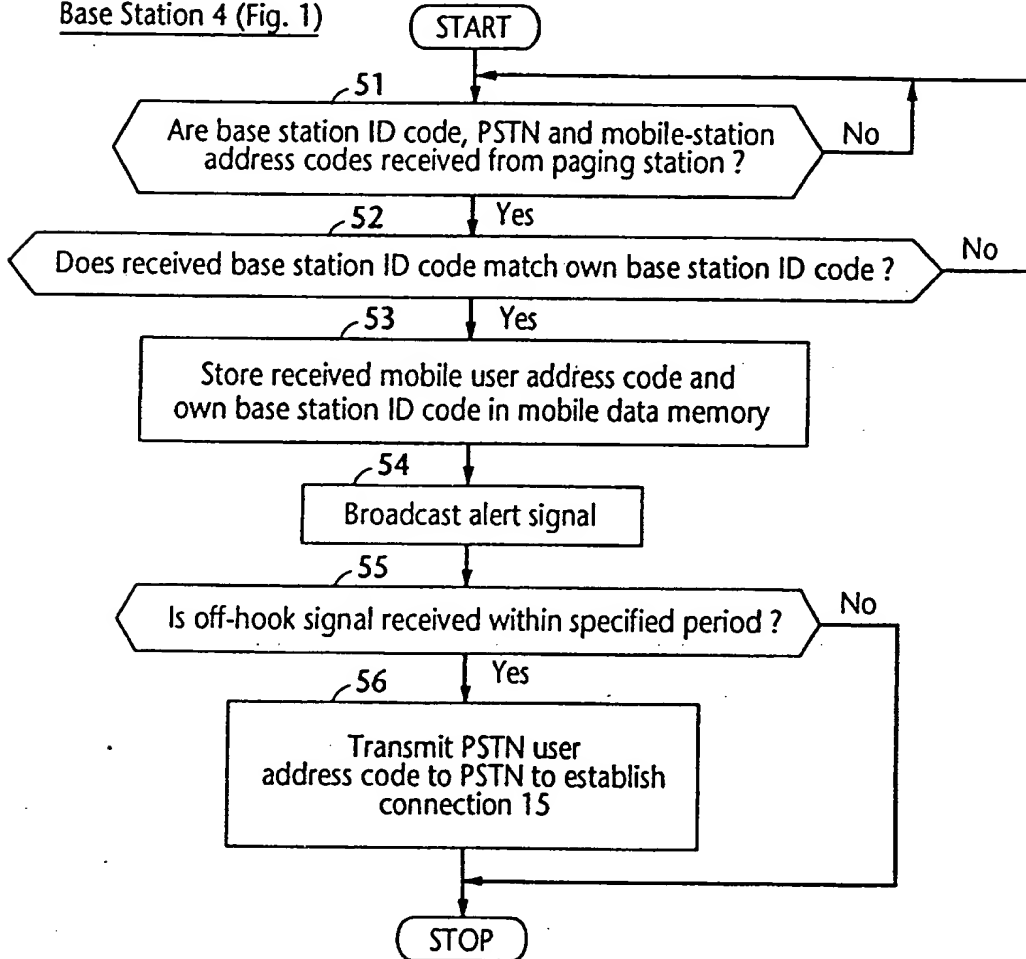 Base Station 4 (Fig. 1)
START
51
Are base station ID code, PSTN and mobile-station
address codes received from paging station ?
No
Yes
52
Does received base station ID code match own base station ID code ?
No
Yes
53
Store received mobile user address code and
own base station ID code in mobile data memory
54
Broadcast alert signal
55
Is off-hook signal received within specified period ?
No
Yes
56
Transmit PSTN user
address code to PSTN to establish
connection 15
STOP